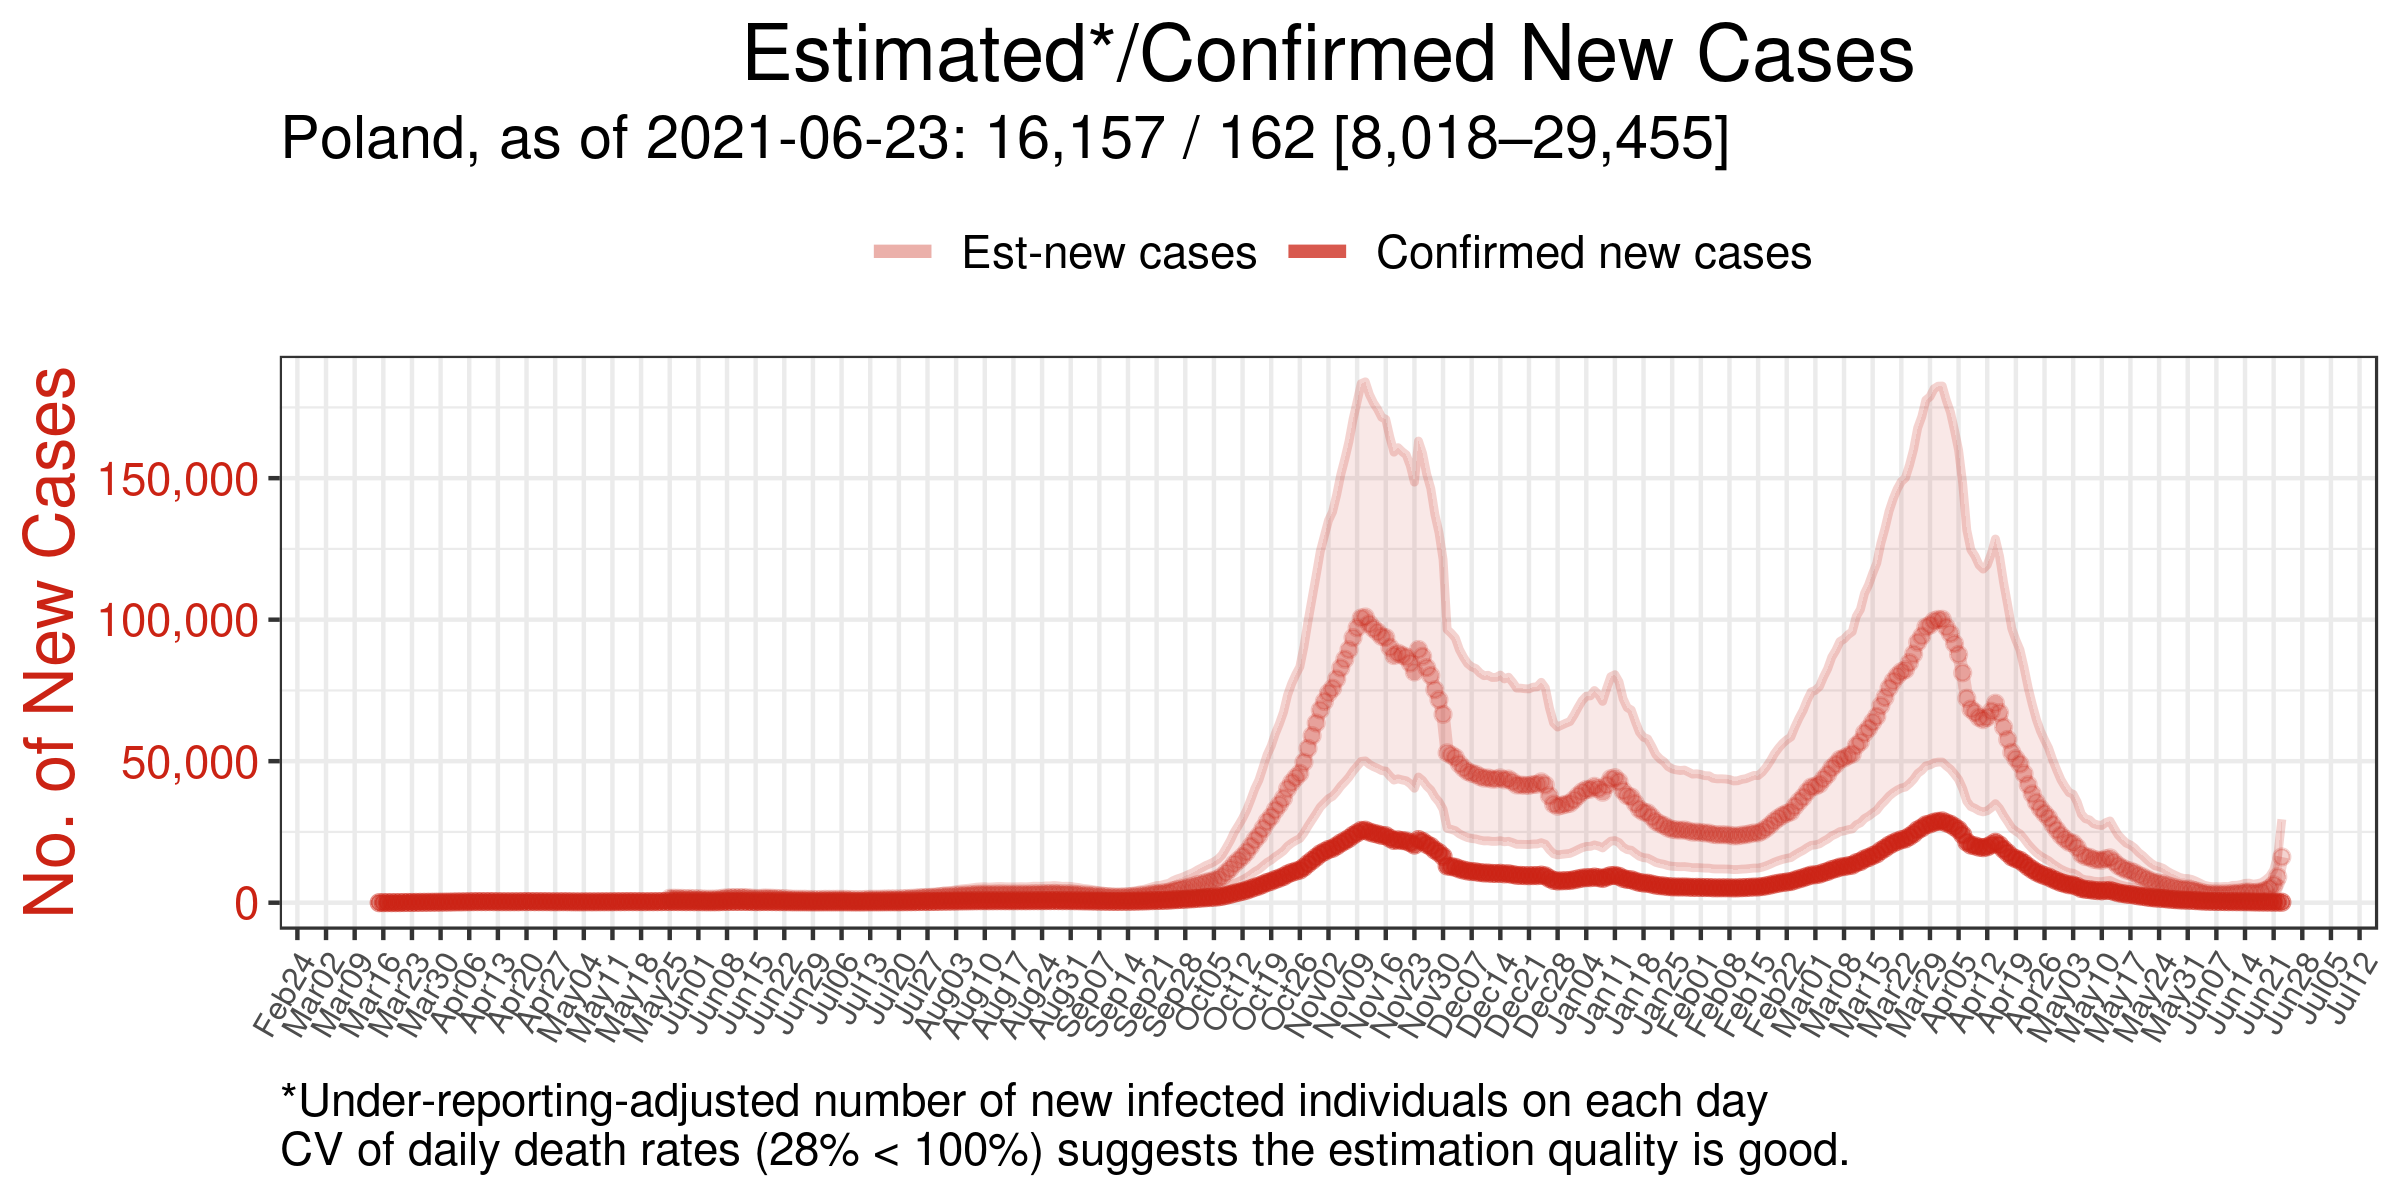 Estimated*/Confirmed New Cases
Poland, as of 2021-06-23: 16,157 / 162 [8,018–29,455]
Est-new cases
Confirmed new cases
No. of New Cases
150,000
100,000
50,000
0
Feb24
Mar02
Mar09
Mar16
Mar23
Mar30
Apr06
Apr13
Apr20
Apr27
May04
May11
May18
May25
Jun01
Jun08
Jun15
Jun22
Jun29
Jul06
Jul13
Jul20
Jul27
Aug03
Aug10
Aug17
Aug24
Aug31
Sep07
Sep14
Sep21
Sep28
Oct05
Oct12
Oct19
Oct26
Nov02
Nov09
Nov16
Nov23
Nov30
Dec07
Dec14
Dec21
Dec28
Jan04
Jan11
Jan18
Jan25
Feb01
Feb08
Feb15
Feb22
Mar01
Mar08
Mar15
Mar22
Mar29
Apr05
Apr12
Apr19
Apr26
May03
May10
May17
May24
May31
Jun07
Jun14
Jun21
Jun28
Jul05
Jul12
*Under-reporting-adjusted number of new infected individuals on each day
CV of daily death rates (28% < 100%) suggests the estimation quality is good.